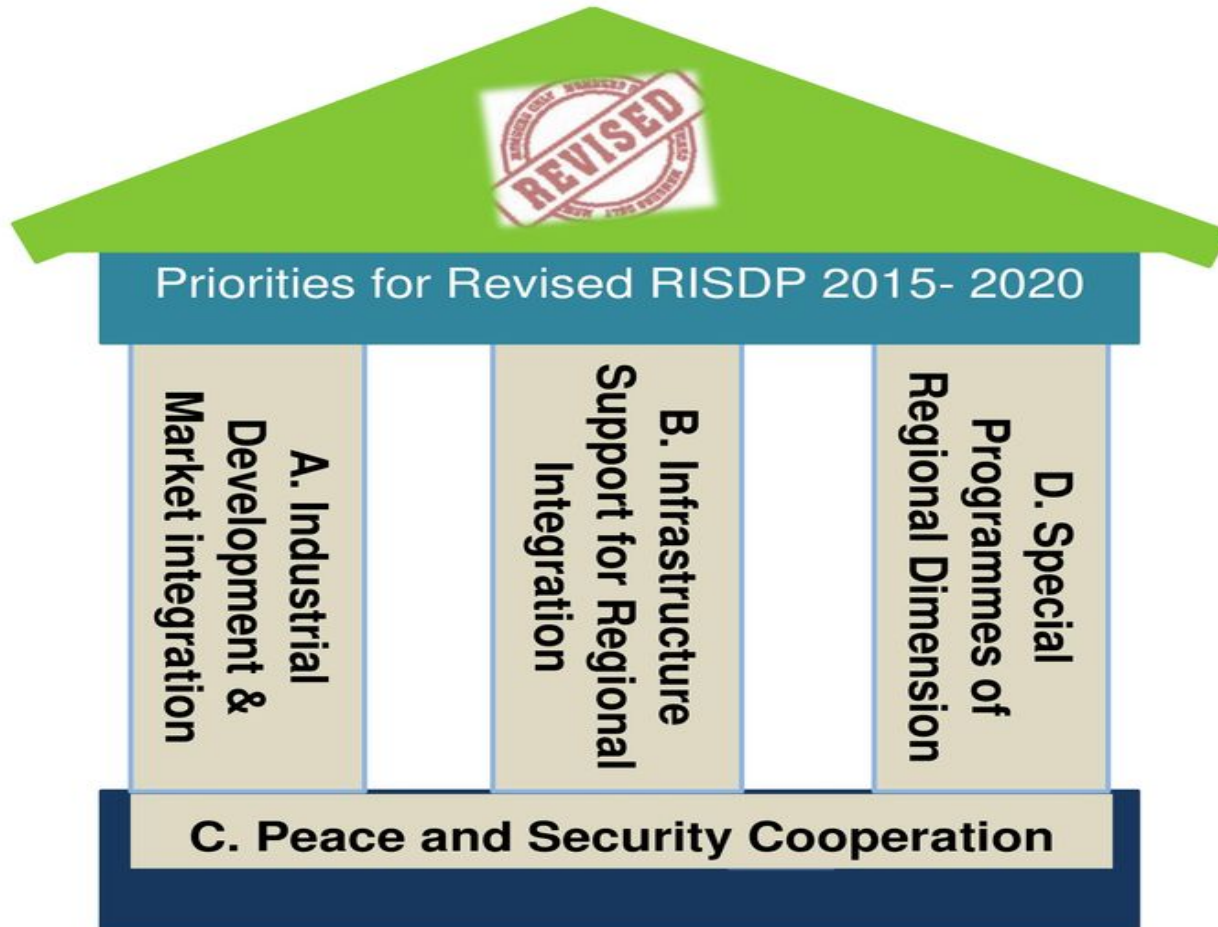 REVISED
Priorities for Revised RISDP 2015- 2020
A. Industrial
Development &
Market integration
B. Infrastructure
Support for Regional
Integration
D. Special
Programmes of
Regional Dimension
C. Peace and Security Cooperation